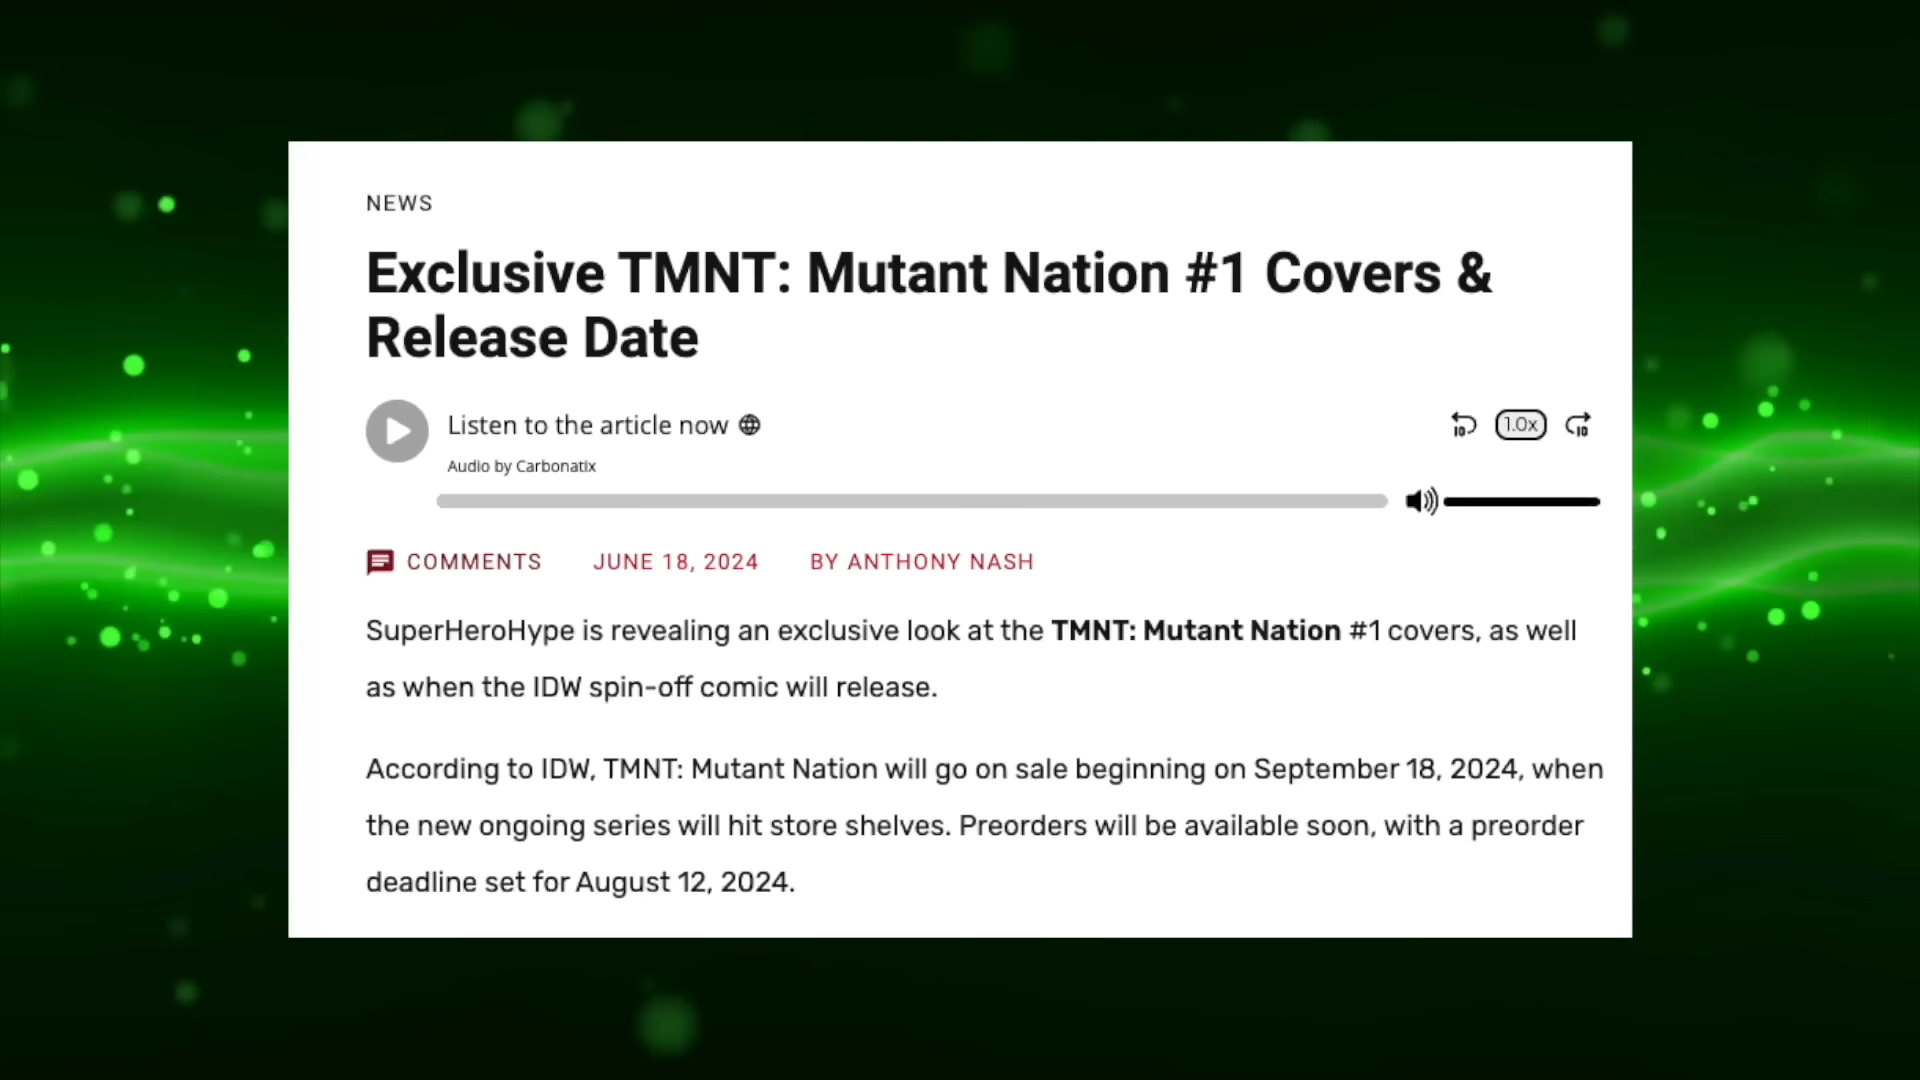 NEWS
Exclusive TMNT: Mutant Nation #1 Covers &
Release Date
Listen to the article now
10 1.0x 10
Audio by Carbonatix
COMMENTS JUNE 18, 2024 BY ANTHONY NASH
SuperHeroHype is revealing an exclusive look at the TMNT: Mutant Nation #1 covers, as well
as when the IDW spin-off comic will release.
According to IDW, TMNT: Mutant Nation will go on sale beginning on September 18, 2024, when
the new ongoing series will hit store shelves. Preorders will be available soon, with a preorder
deadline set for August 12, 2024.